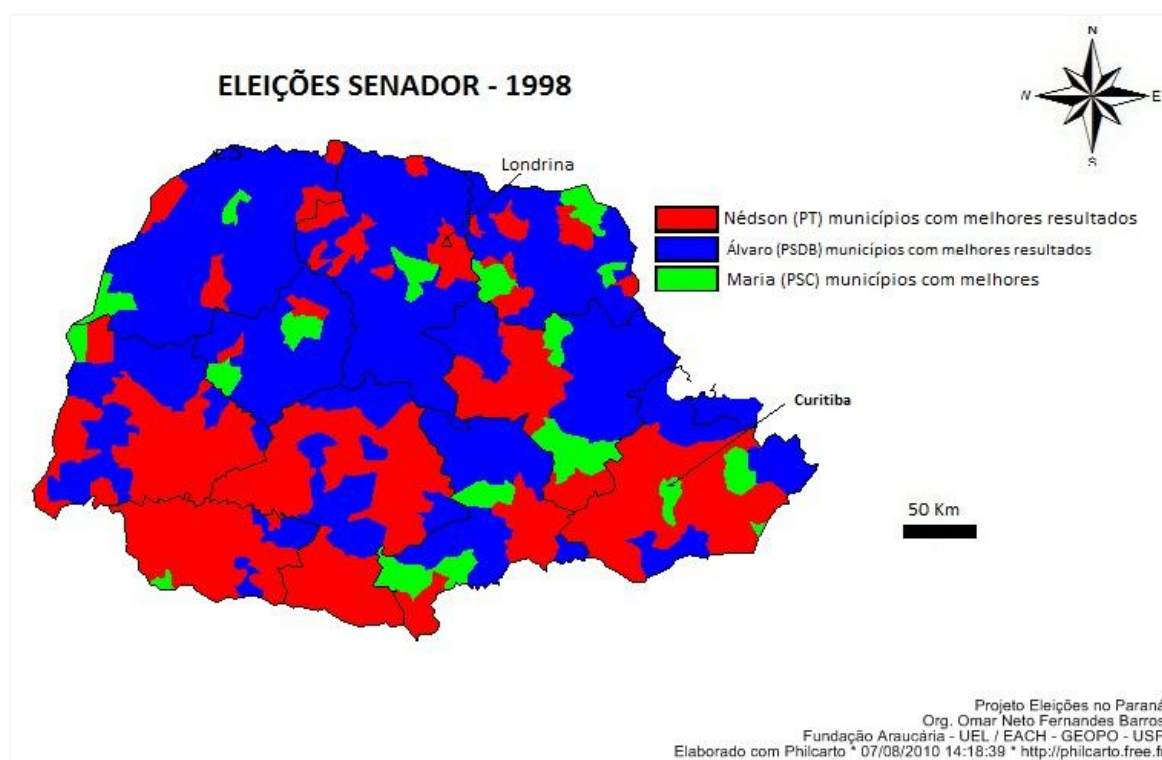 ELEIÇÕES SENADOR - 1998
N
N
E
S
Londrina
Nédson (PT) municípios com melhores resultados
Álvaro (PSDB) municípios com melhores resultados
Maria (PSC) municípios com melhores
Curitiba
50 Km
Projeto Eleições no Paraná
Org. Omar Neto Fernandes Barros
Fundação Araucária - UEL / EACH - GEOPO - USP
Elaborado com Philcarto * 07/08/2010 14:18:39 * http://philcarto.free.fr